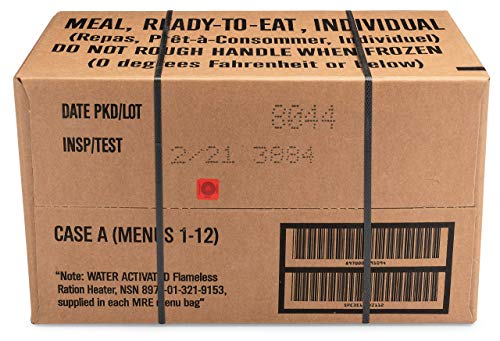 MEAL, READY-TO-EAT, INDIVIDUAL
(Repas, Prêt-à-Consommer, Individuel)
DO NOT ROUGH HANDLE WHEN FROZEN
(0 degrees Fahrenheit or below)
DATE PKD/LOT 8044
INSP/TEST 2/21 3884
CASE A (MENUS 1-12)
"Note: WATER ACTIVATED Flameless
Ration Heater, NSN 8970-01-321-9153,
supplied in each MRE menu bag"